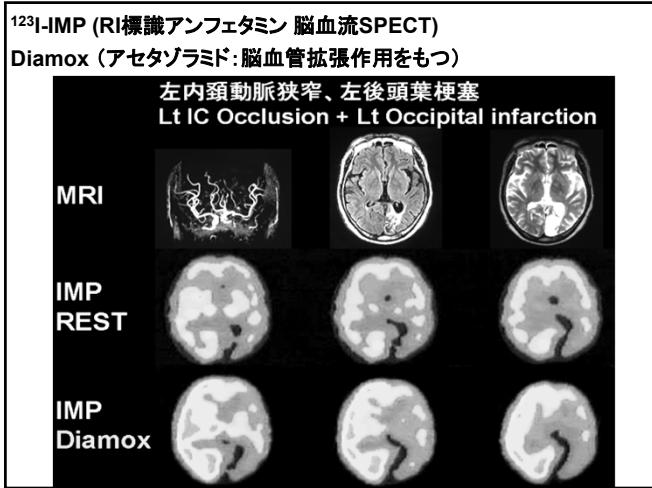 ¹²³I-IMP (RI標識アンフェタミン 脳血流SPECT)
Diamox （アセタゾラミド：脳血管拡張作用をもつ）
左内頚動脈狭窄、左後頭葉梗塞
Lt IC Occlusion + Lt Occipital infarction
MRI
IMP
REST
IMP
Diamox